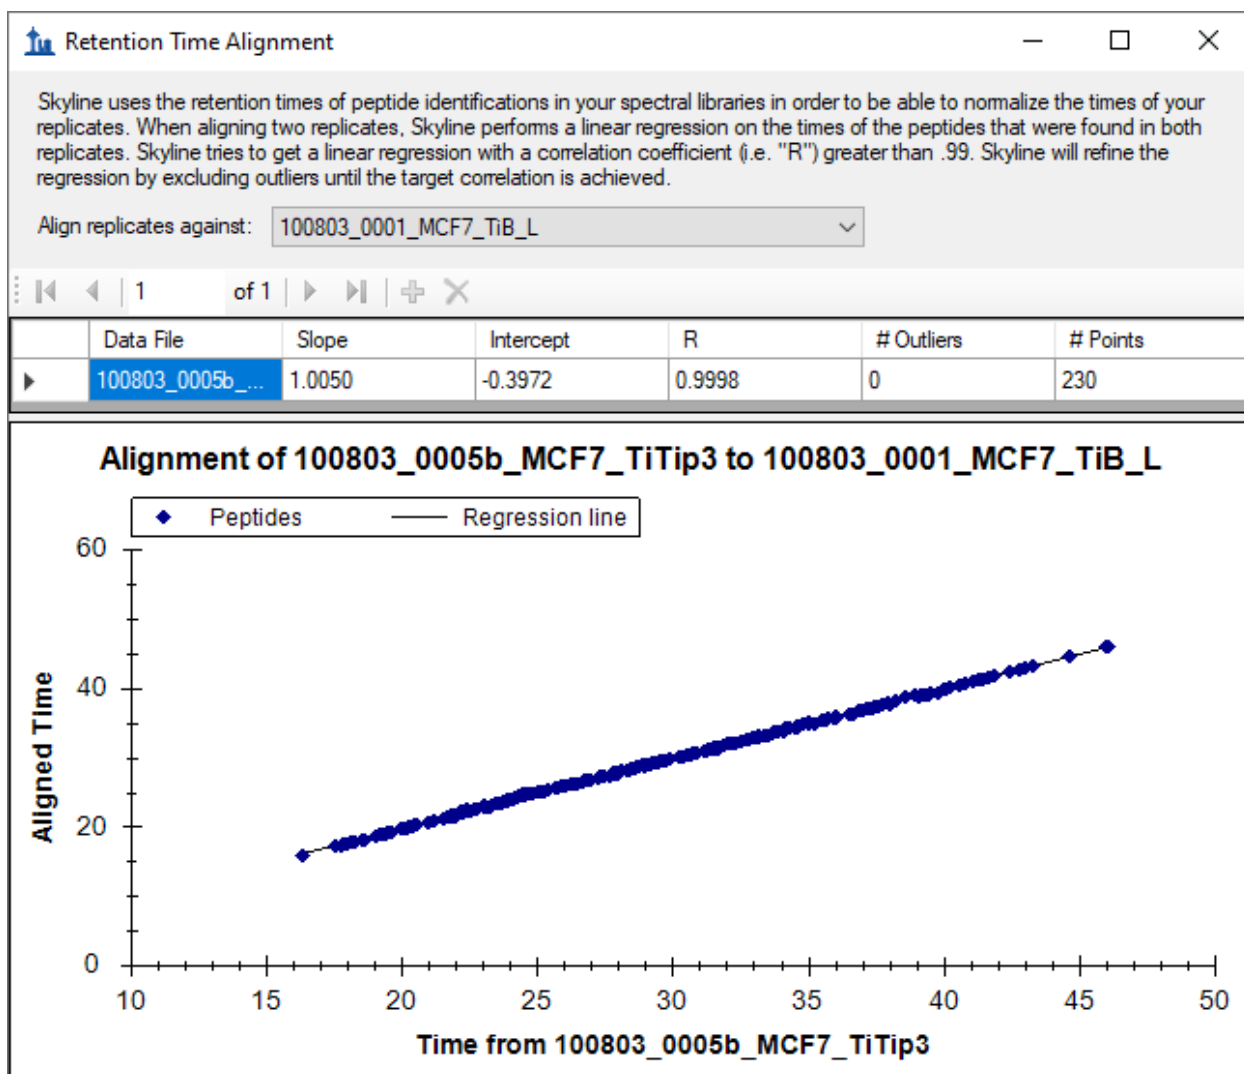 Retention Time Alignment
Skyline uses the retention times of peptide identifications in your spectral libraries in order to be able to normalize the times of your
replicates. When aligning two replicates, Skyline performs a linear regression on the times of the peptides that were found in both
replicates. Skyline tries to get a linear regression with a correlation coefficient (i.e. "R") greater than .99. Skyline will refine the
regression by excluding outliers until the target correlation is achieved.
Align replicates against: 100803_0001_MCF7_TiB_L
1 of 1
Data File Slope Intercept R # Outliers # Points
100803_0005b_... 1.0050 -0.3972 0.9998 0 230
Alignment of 100803_0005b_MCF7_TiTip3 to 100803_0001_MCF7_TiB_L
Peptides Regression line
60
40
20
0
Aligned Time
10 15 20 25 30 35 40 45 50
Time from 100803_0005b_MCF7_TiTip3